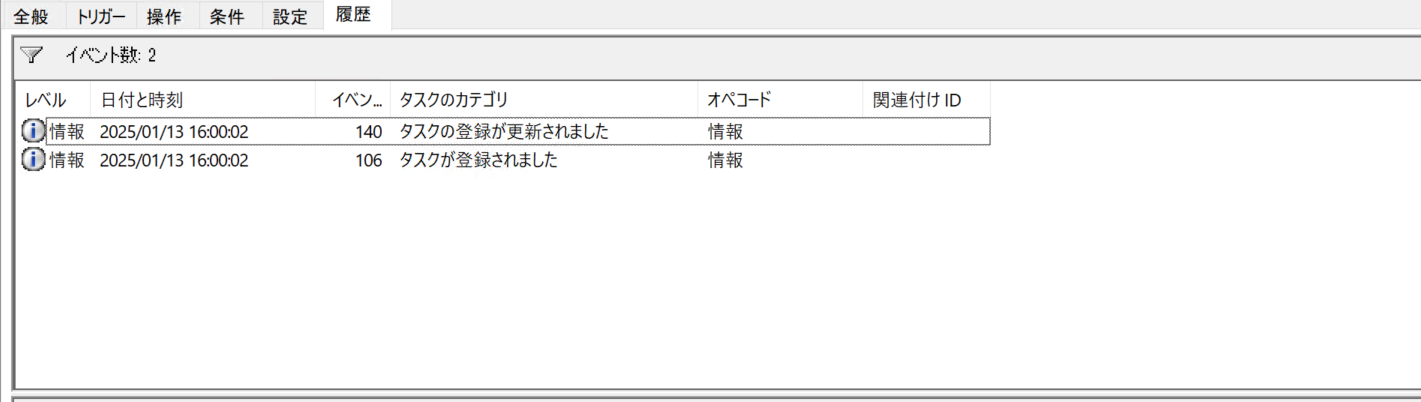 全般 トリガー 操作 条件 設定 履歴
イベント数: 2
レベル 日付と時刻 イベン... タスクのカテゴリ オペコード 関連付け ID
情報 2025/01/13 16:00:02 140 タスクの登録が更新されました 情報
情報 2025/01/13 16:00:02 106 タスクが登録されました 情報